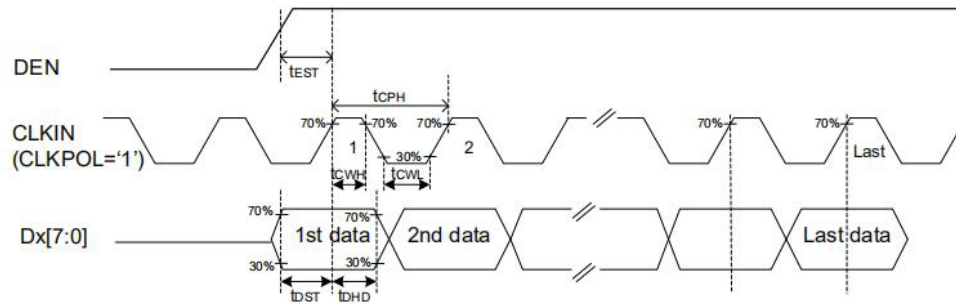 DEN
tEST
tCPH
CLKIN
(CLKPOL=‘1’)
70% 70% 70% 70% 70%
1 2 Last
30%
tCWH tCWL
70% 70%
Dx[7:0] 1st data 2nd data Last data
30% 30%
tDST tDHD